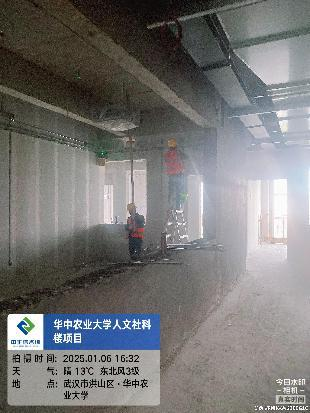 华中农业大学人文社科
楼项目
拍摄时间：2025.01.06 16:32
天气：晴 13℃ 东北风3级
地点：武汉市洪山区·华中农
业大学
今日水印
-相机-
真实时间